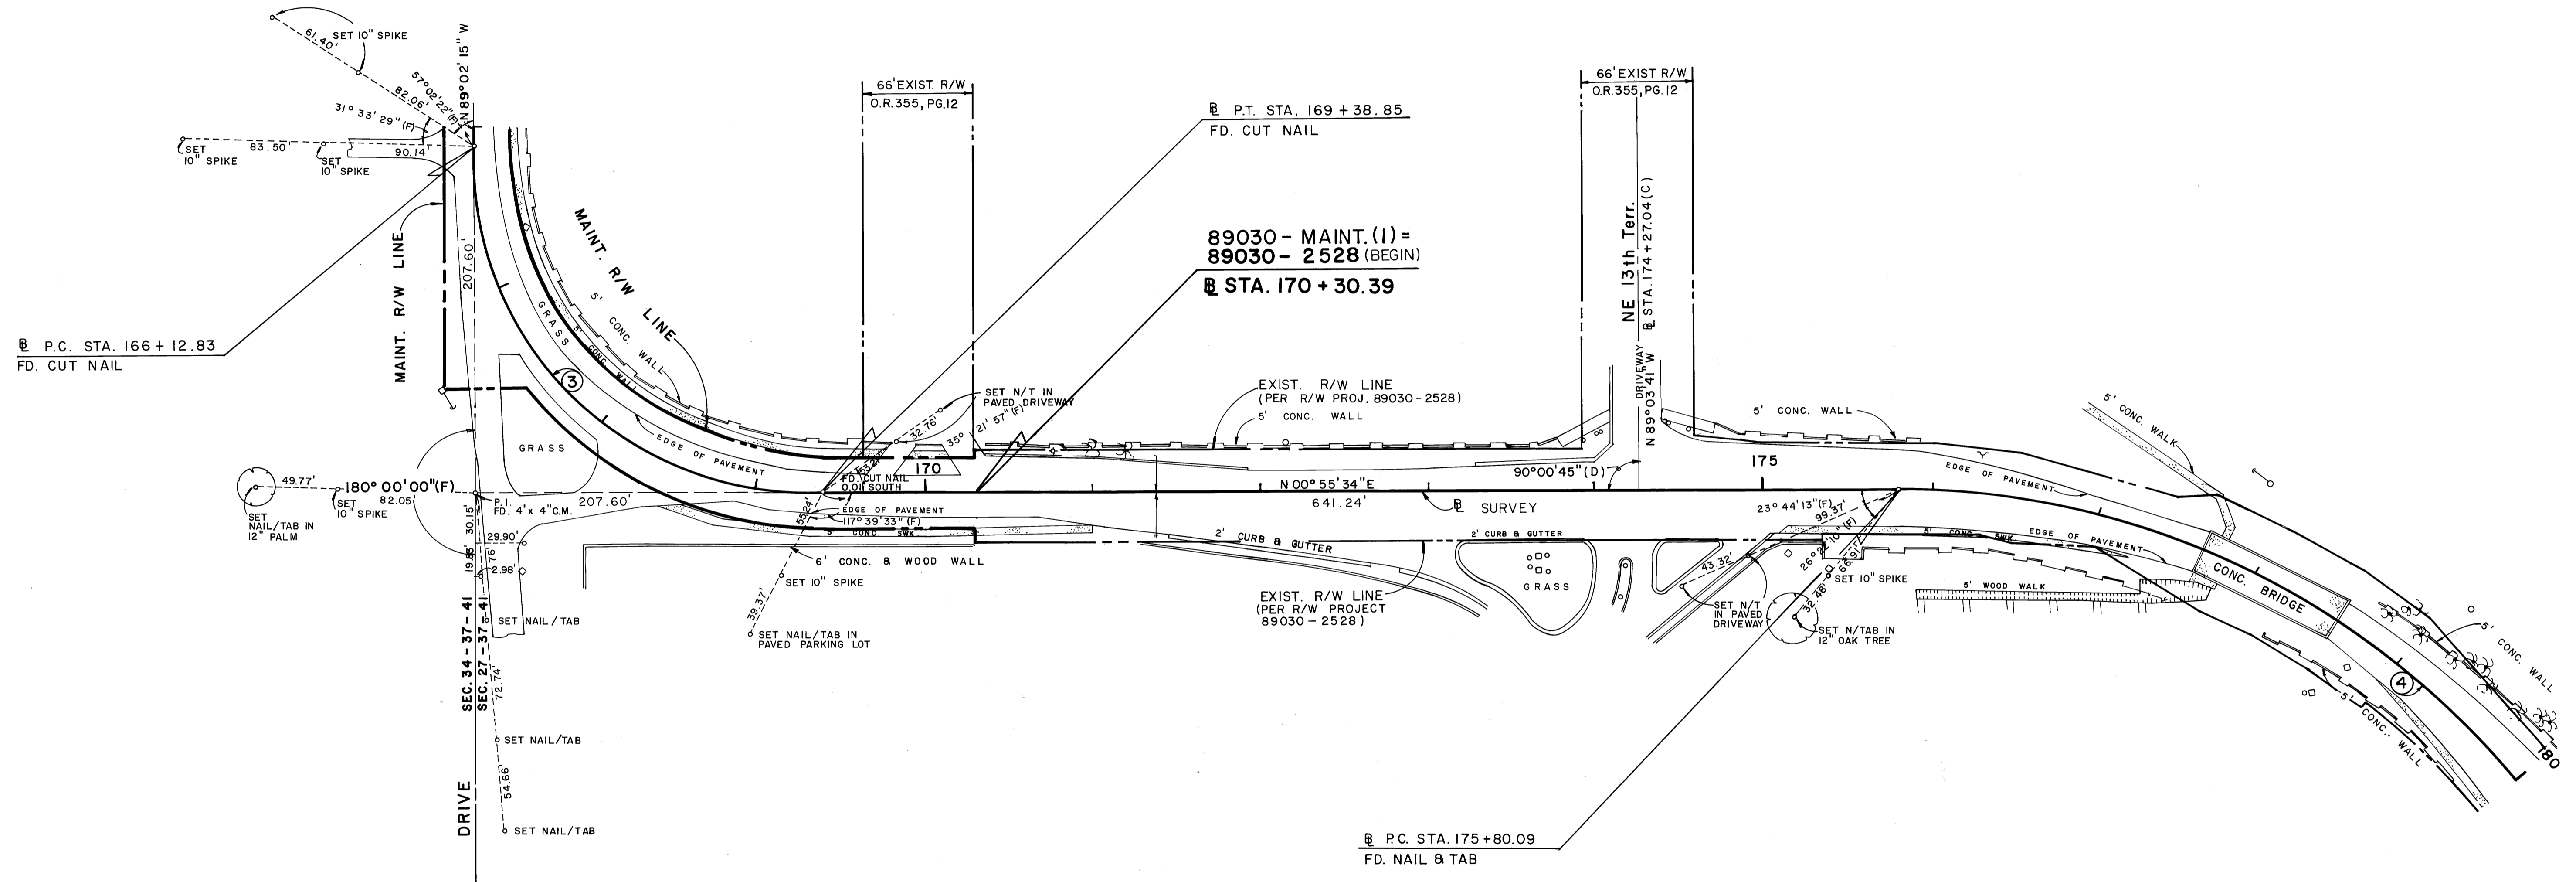 SET 10" SPIKE
61.40'
N 89° 02' 15" W
57° 02' 22" (F)
82.06'
31° 33' 29" (F)
SET
10" SPIKE
83.50'
SET
10" SPIKE
90.14'
66' EXIST. R/W
O.R. 355, PG. 12
66' EXIST R/W
O.R. 355, PG. 12
℄ P.T. STA. 169 + 38.85
FD. CUT NAIL
89030 - MAINT. (1) =
89030 - 2528 (BEGIN)
℄ STA. 170 + 30.39
NE 13th Terr.
℄ STA. 174 + 27.04 (C)
DRIVEWAY
N 89° 03' 41" W
MAINT. R/W LINE
207.60'
MAINT. R/W LINE
5' CONC. WALL
GRASS
5' CONC. WALL
3
℄ P.C. STA. 166 + 12.83
FD. CUT NAIL
EDGE OF PAVEMENT
GRASS
SET N/T IN
PAVED DRIVEWAY
32.76'
35° 21' 57" (F)
170
FD. CUT NAIL
0.01' SOUTH
EXIST. R/W LINE
(PER R/W PROJ. 89030-2528)
5' CONC. WALL
5' CONC. WALL
5' CONC. WALK
175
EDGE OF PAVEMENT
90° 00' 45" (D)
N 00° 55' 34" E
641.24'
℄ SURVEY
49.77'
180° 00' 00" (F)
82.05'
SET
10" SPIKE
SET
NAIL/TAB IN
12" PALM
P.I.
FD. 4" x 4" C.M.
207.60'
30.15'
29.90'
2.98'
55.24'
EDGE OF PAVEMENT
117° 39' 33" (F)
5' CONC. SWK.
6' CONC. & WOOD WALL
SET 10" SPIKE
39.37'
SET NAIL/TAB IN
PAVED PARKING LOT
2' CURB & GUTTER
2' CURB & GUTTER
EXIST. R/W LINE
(PER R/W PROJECT
89030 - 2528)
GRASS
23° 44' 13" (F)
99.37'
66.91'
43.32'
SET N/T
IN PAVED
DRIVEWAY
SET 10" SPIKE
32.48'
SET N/TAB IN
12" OAK TREE
5' CONC. SWK
EDGE OF PAVEMENT
5' WOOD WALK
CONC. BRIDGE
5' CONC. WALL
5' CONC. WALL
4
180
SEC. 34 - 37 - 41
SEC. 27 - 37 - 41
SET NAIL / TAB
72.74'
SET NAIL/TAB
54.66'
SET NAIL/TAB
DRIVE
℄ P.C. STA. 175 + 80.09
FD. NAIL & TAB